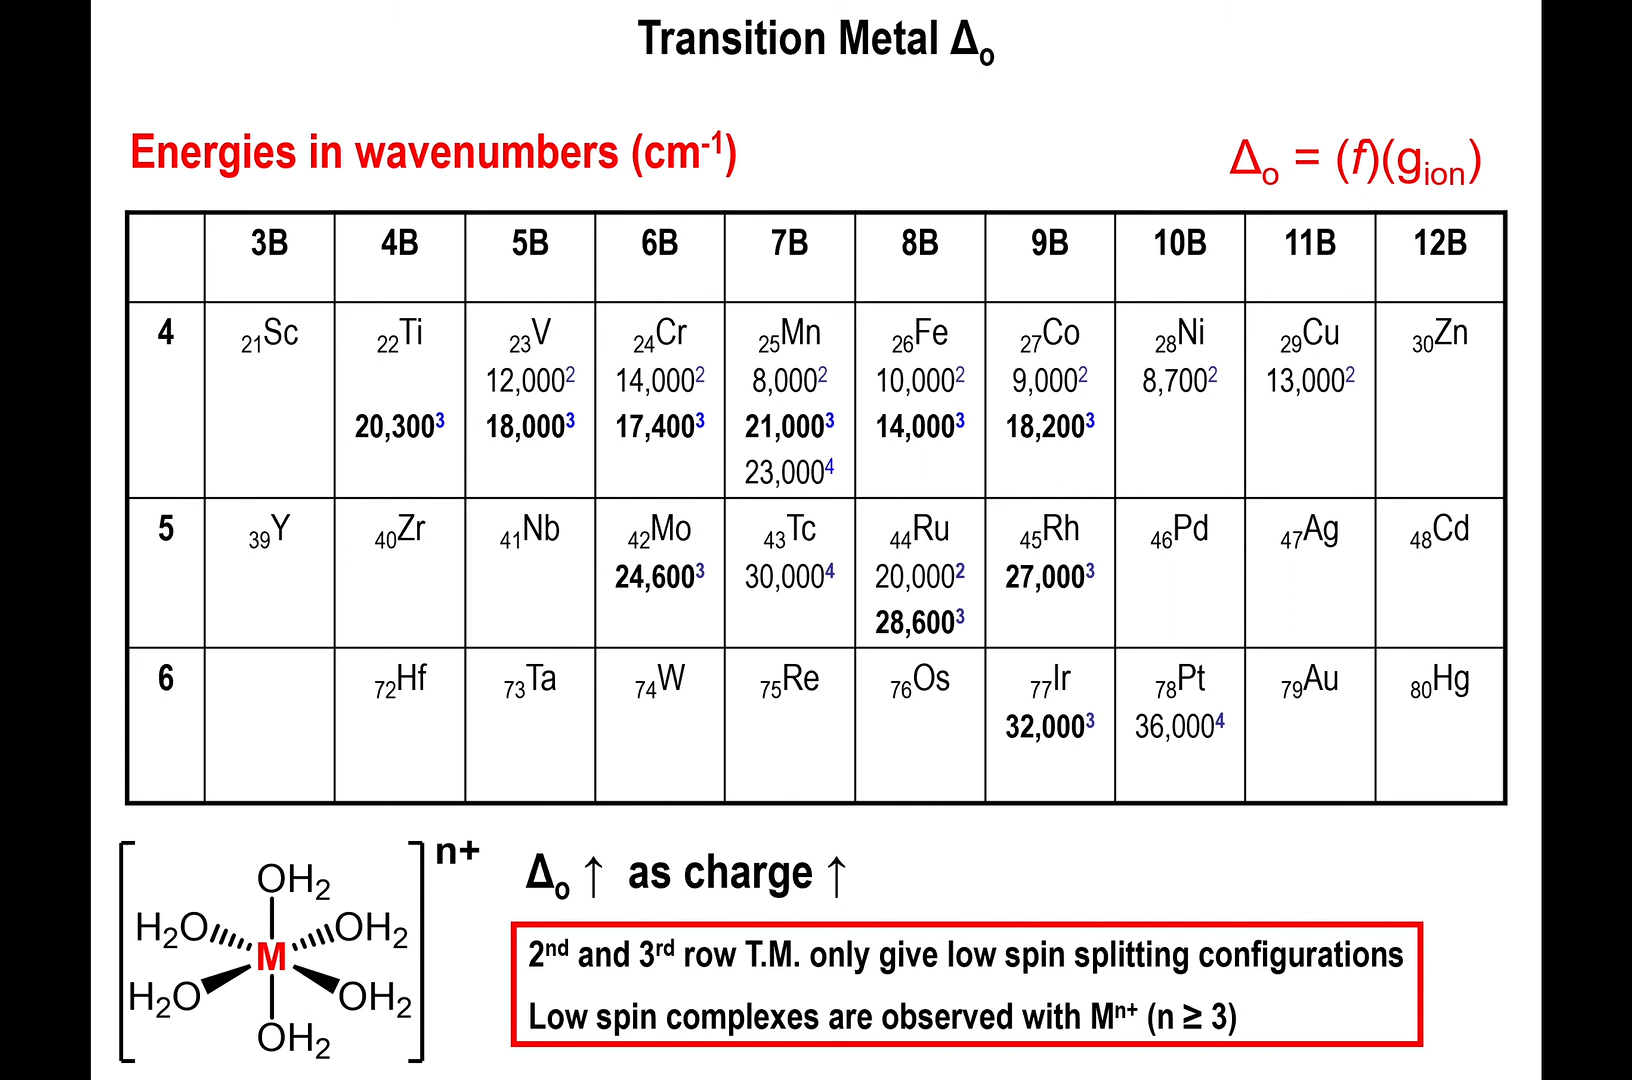 Transition Metal Δₒ
Energies in wavenumbers (cm⁻¹)
Δₒ = (f)(gᵢₒₙ)
3B 4B 5B 6B 7B 8B 9B 10B 11B 12B
4 ₂₁Sc ₂₂Ti ₂₃V ₂₄Cr ₂₅Mn ₂₆Fe ₂₇Co ₂₈Ni ₂₉Cu ₃₀Zn
12,000² 14,000² 8,000² 10,000² 9,000² 8,700² 13,000²
20,300³ 18,000³ 17,400³ 21,000³ 14,000³ 18,200³
23,000⁴
5 ₃₉Y ₄₀Zr ₄₁Nb ₄₂Mo ₄₃Tc ₄₄Ru ₄₅Rh ₄₆Pd ₄₇Ag ₄₈Cd
24,600³ 30,000⁴ 20,000² 27,000³
28,600³
6 ₇₂Hf ₇₃Ta ₇₄W ₇₅Re ₇₆Os ₇₇Ir ₇₈Pt ₇₉Au ₈₀Hg
32,000³ 36,000⁴
n+
OH₂
H₂O OH₂
M
H₂O OH₂
OH₂
Δₒ ↑ as charge ↑
2ⁿᵈ and 3ʳᵈ row T.M. only give low spin splitting configurations
Low spin complexes are observed with Mⁿ⁺ (n ≥ 3)